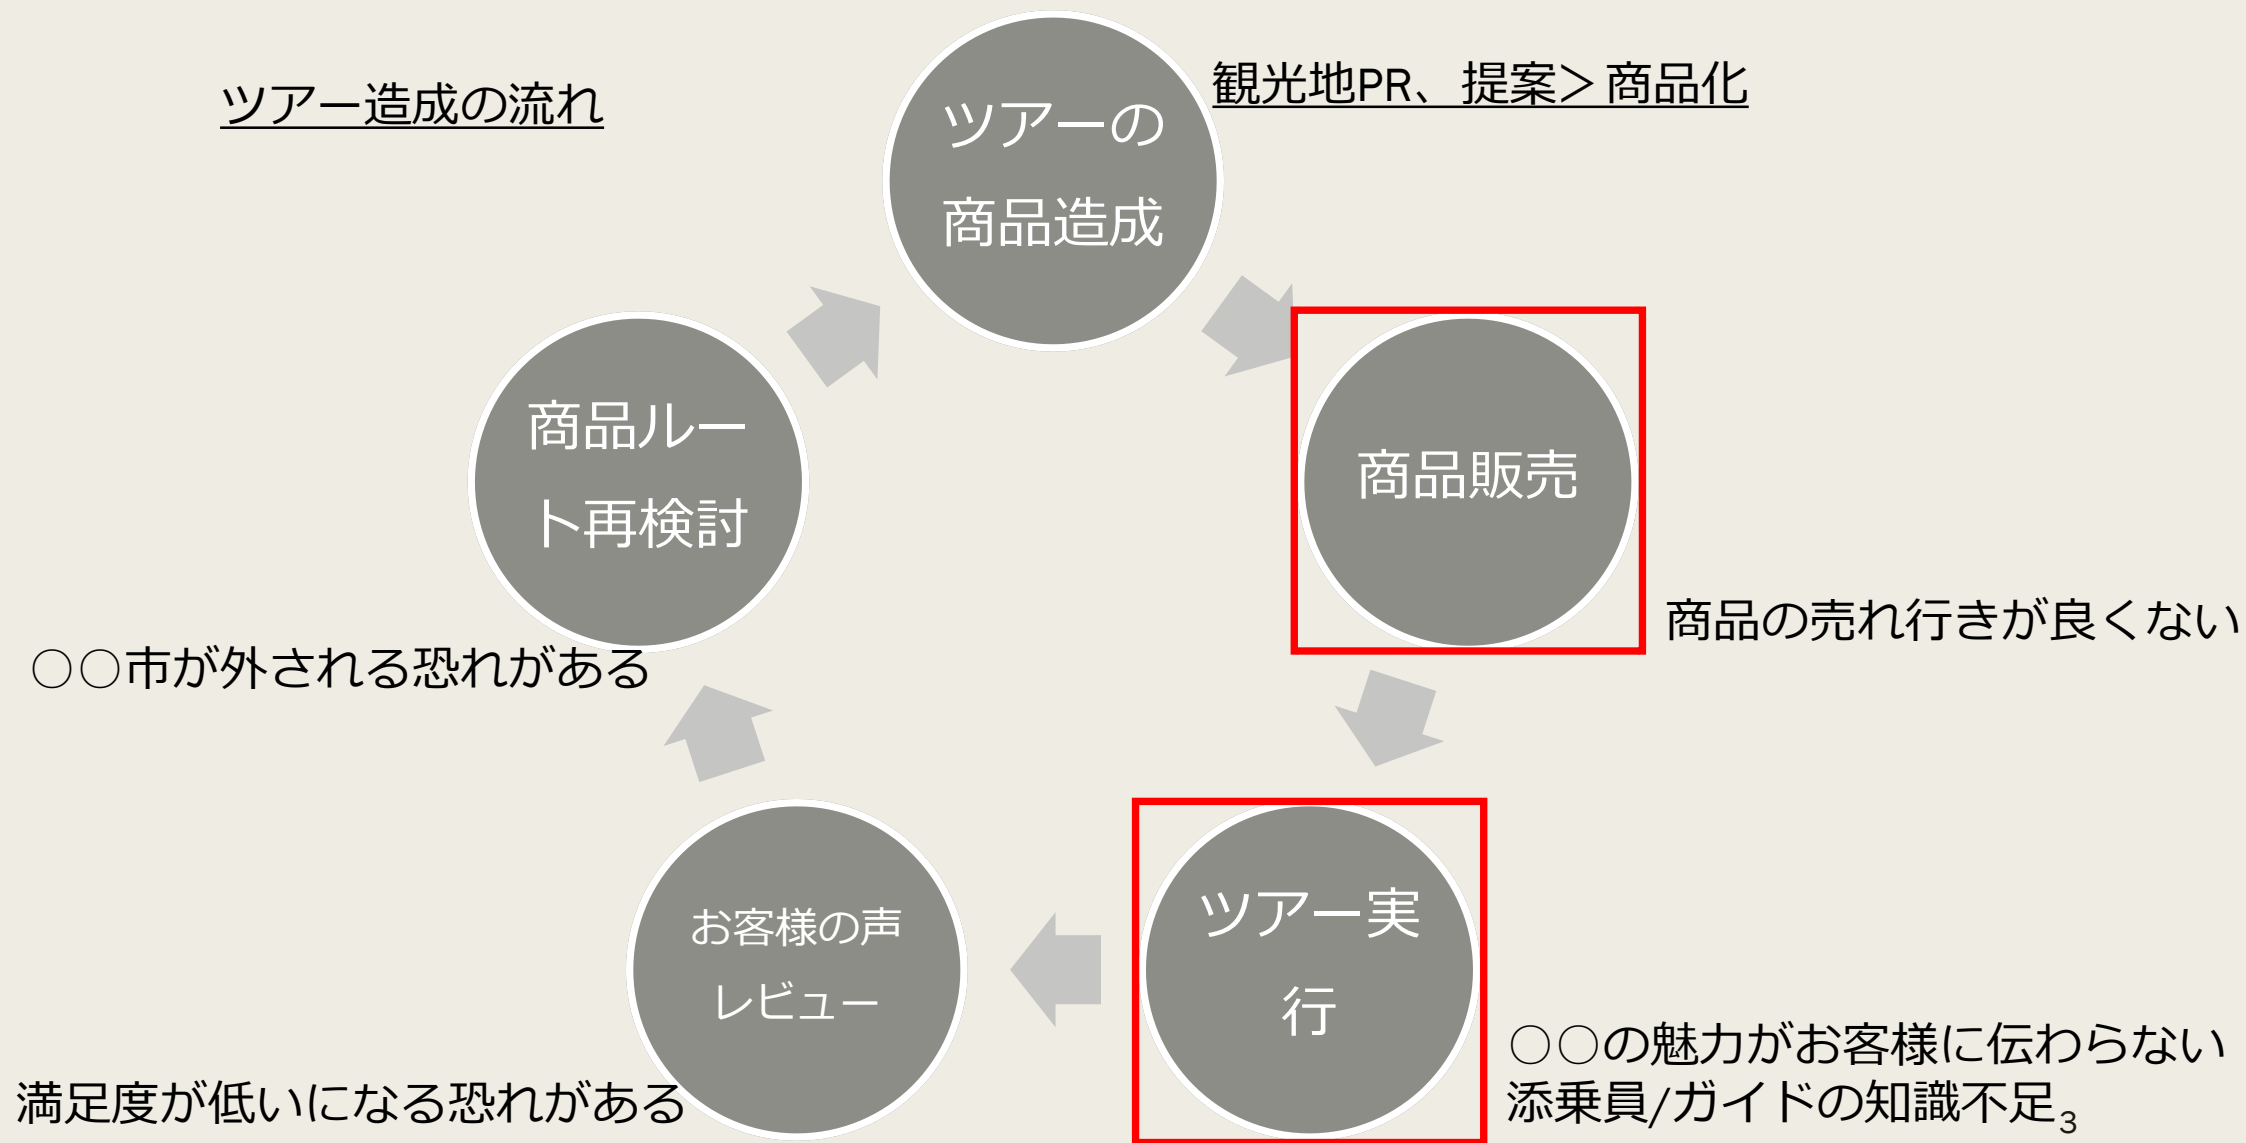 ツアー造成の流れ
観光地PR、提案＞商品化
ツアーの
商品造成
商品販売
商品の売れ行きが良くない
ツアー実
行
○○の魅力がお客様に伝わらない
添乗員/ガイドの知識不足
お客様の声
レビュー
満足度が低いになる恐れがある
商品ルー
ト再検討
○○市が外される恐れがある
3